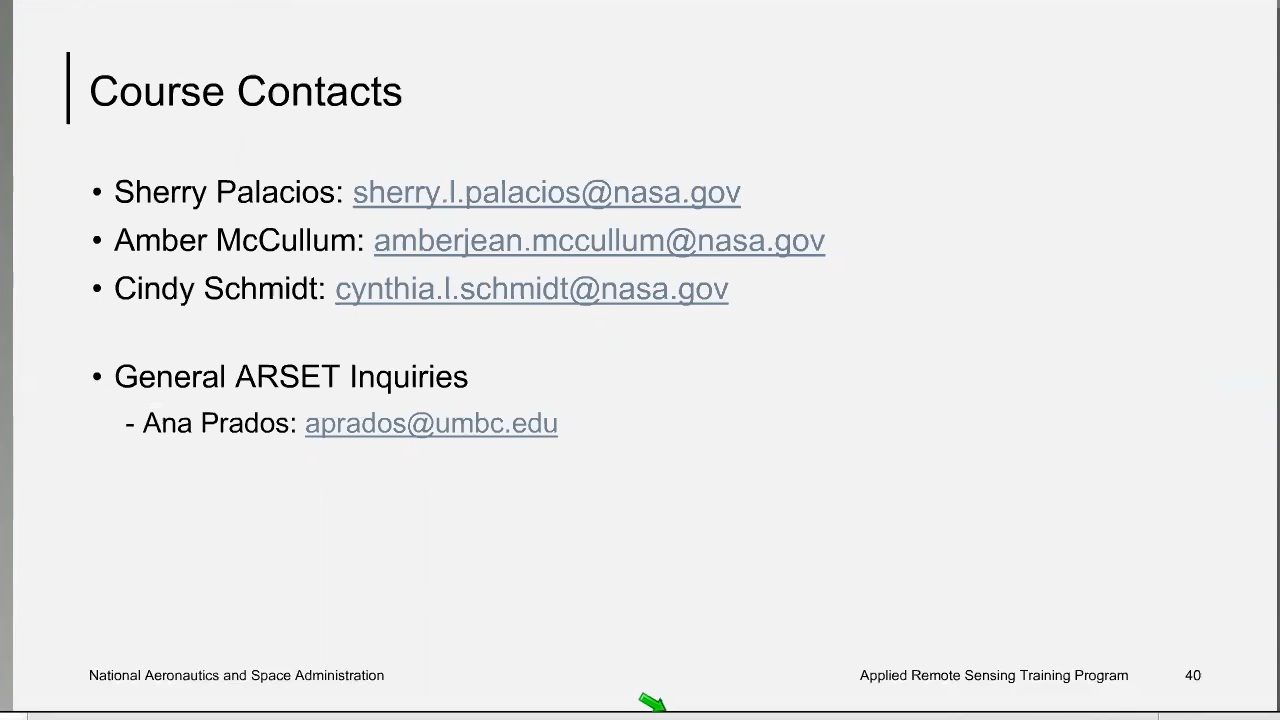 Course Contacts
• Sherry Palacios: sherry.l.palacios@nasa.gov
• Amber McCullum: amberjean.mccullum@nasa.gov
• Cindy Schmidt: cynthia.l.schmidt@nasa.gov
• General ARSET Inquiries
- Ana Prados: aprados@umbc.edu
National Aeronautics and Space Administration
Applied Remote Sensing Training Program 40